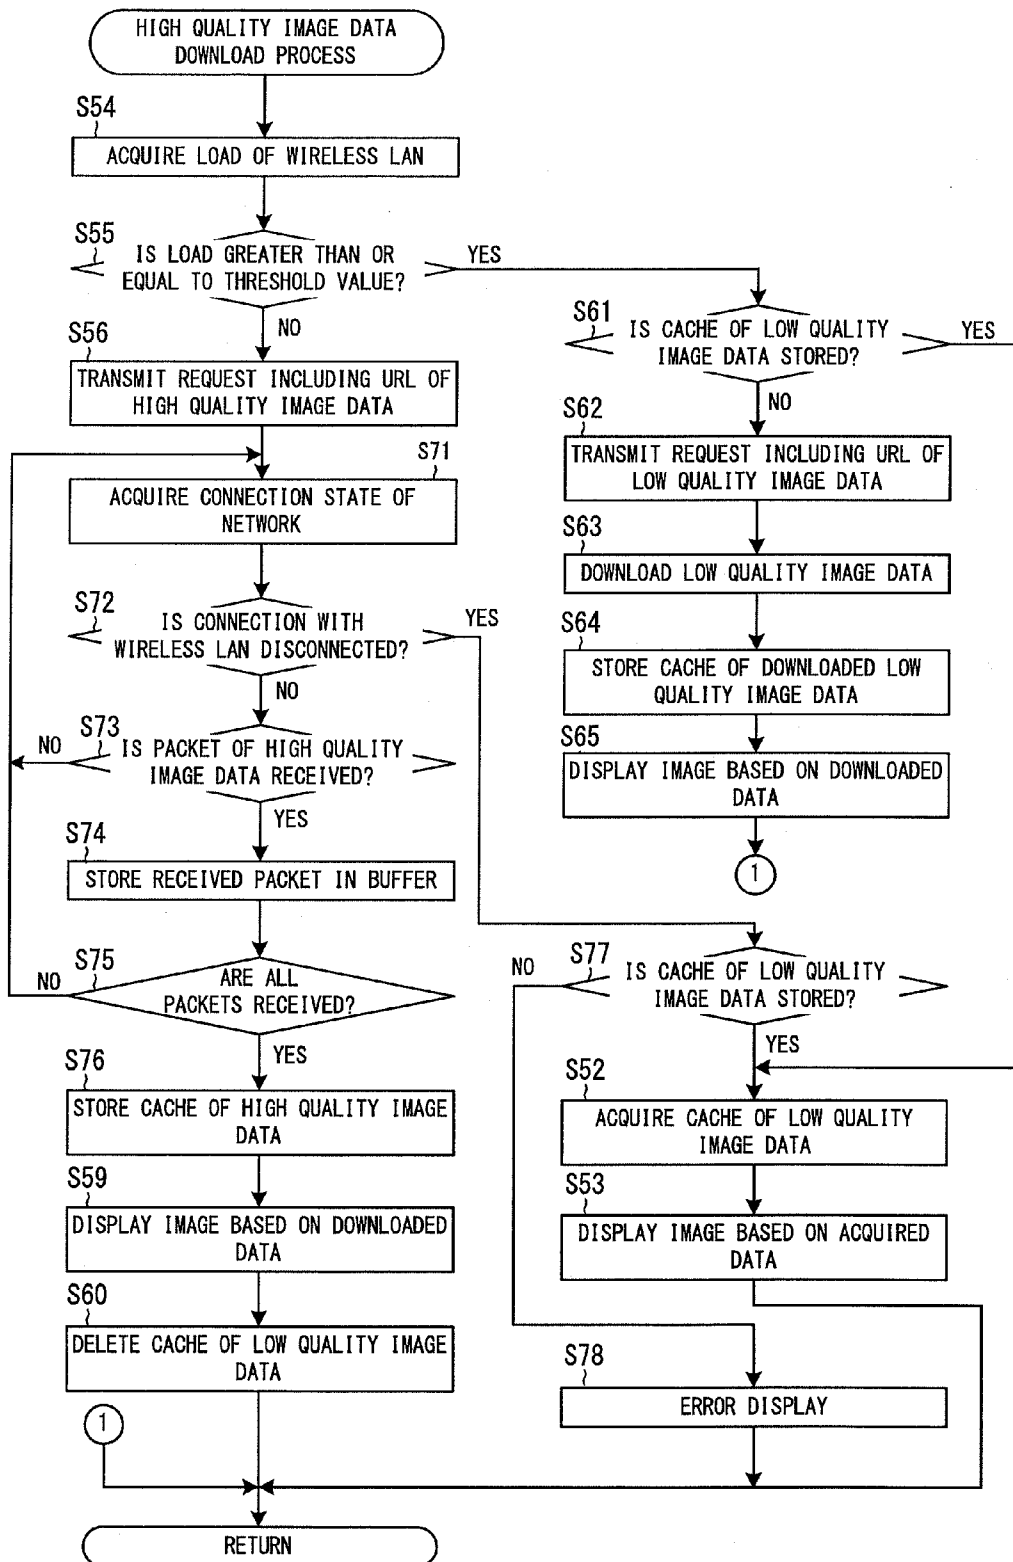 HIGH QUALITY IMAGE DATA
DOWNLOAD PROCESS
S54
ACQUIRE LOAD OF WIRELESS LAN
S55
IS LOAD GREATER THAN OR
EQUAL TO THRESHOLD VALUE?
YES
NO
S56
TRANSMIT REQUEST INCLUDING URL OF
HIGH QUALITY IMAGE DATA
S71
ACQUIRE CONNECTION STATE OF
NETWORK
S72
IS CONNECTION WITH
WIRELESS LAN DISCONNECTED?
YES
NO
S73
NO
IS PACKET OF HIGH QUALITY
IMAGE DATA RECEIVED?
YES
S74
STORE RECEIVED PACKET IN BUFFER
S75
NO
ARE ALL
PACKETS RECEIVED?
YES
S76
STORE CACHE OF HIGH QUALITY IMAGE
DATA
S59
DISPLAY IMAGE BASED ON DOWNLOADED
DATA
S60
DELETE CACHE OF LOW QUALITY IMAGE
DATA
1
RETURN
S61
IS CACHE OF LOW QUALITY
IMAGE DATA STORED?
YES
NO
S62
TRANSMIT REQUEST INCLUDING URL OF
LOW QUALITY IMAGE DATA
S63
DOWNLOAD LOW QUALITY IMAGE DATA
S64
STORE CACHE OF DOWNLOADED LOW
QUALITY IMAGE DATA
S65
DISPLAY IMAGE BASED ON DOWNLOADED
DATA
1
S77
NO
IS CACHE OF LOW QUALITY
IMAGE DATA STORED?
YES
S52
ACQUIRE CACHE OF LOW QUALITY
IMAGE DATA
S53
DISPLAY IMAGE BASED ON ACQUIRED
DATA
S78
ERROR DISPLAY